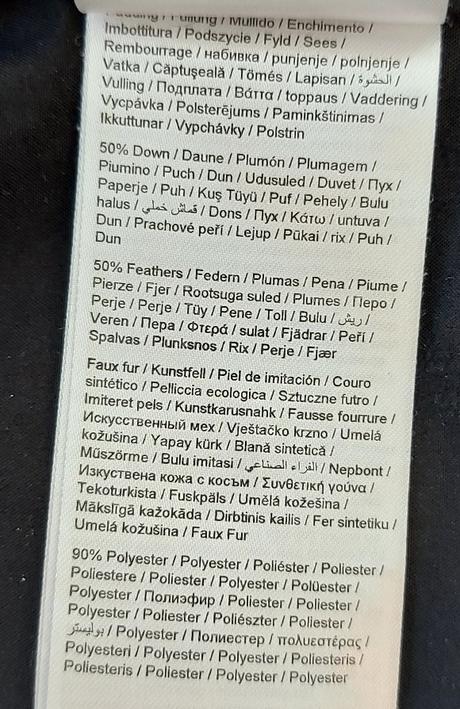 Padding / Füllung / Mullido / Enchimento /
Imbottitura / Podszycie / Fyld / Sees /
Rembourrage / набивка / punjenje / polnjenje /
Vatka / Căptuşeală / Tömés / Lapisan / الحشوة /
Vulling / Подплата / Βάττα / toppaus / Vaddering /
Vycpávka / Polsterējums / Paminkštinimas /
Ikkuttunar / Vypchávky / Polstrin
50% Down / Daune / Plumón / Plumagem /
Piumino / Puch / Dun / Udusuled / Duvet / Пух /
Paperje / Puh / Kuş Tüyü / Puf / Pehely / Bulu
halus / قماش خملي / Dons / Пух / Κάτω / untuva /
Dun / Prachové peří / Lejup / Pūkai / rix / Puh /
Dun
50% Feathers / Federn / Plumas / Pena / Piume /
Pierze / Fjer / Rootsuga suled / Plumes / Перо /
Perje / Perje / Tüy / Pene / Toll / Bulu / ريش /
Veren / Пера / Φτερά / sulat / Fjädrar / Peří /
Spalvas / Plunksnos / Rix / Perje / Fjær
Faux fur / Kunstfell / Piel de imitación / Couro
sintético / Pelliccia ecologica / Sztuczne futro /
Imiteret pels / Kunstkarusnahk / Fausse fourrure /
Искусственный мех / Vještačko krzno / Umelá
kožušina / Yapay kürk / Blană sintetică /
Műszörme / Bulu imitasi / الفراء الصناعي / Nepbont /
Изкуствена кожа с косъм / Συνθετική γούνα /
Tekoturkista / Fuskpäls / Umělá kožešina /
Mākslīgā kažokāda / Dirbtinis kailis / Fer sintetiku /
Umelá kožušina / Faux Fur
90% Polyester / Polyester / Poliéster / Poliester /
Poliestere / Poliester / Polyester / Polüester /
Polyester / Полиэфир / Poliester / Poliester /
Polyester / Poliester / Poliészter / Poliester /
بوليستر / Polyester / Полиестер / πολυεστέρας /
Polyesteri / Polyester / Polyester / Poliesteris /
Poliesteris / Poliester / Polyester / Polyester